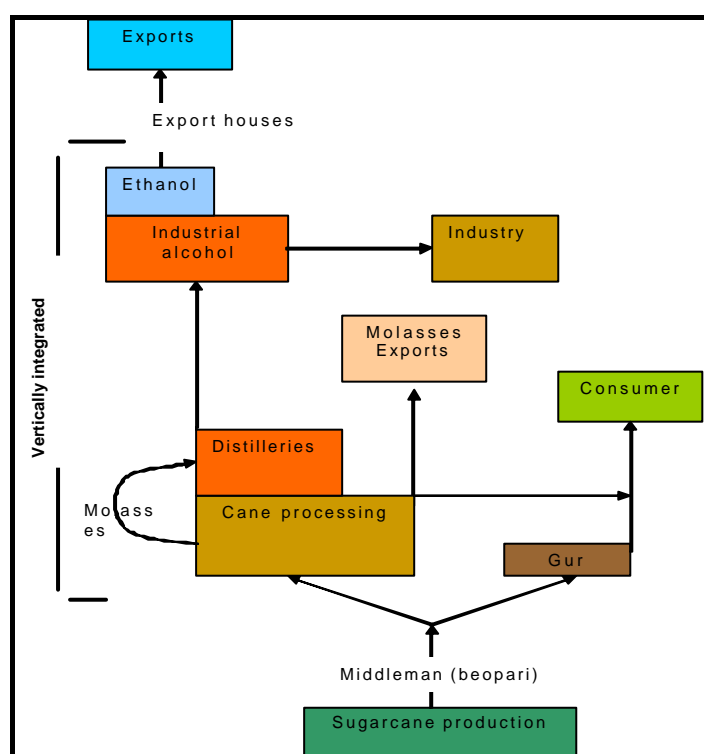 Exports
Export houses
Ethanol
Industrial
alcohol
Industry
Molasses
Exports
Consumer
Vertically integrated
Distilleries
Molass
es
Cane processing
Gur
Middleman (beopari)
Sugarcane production